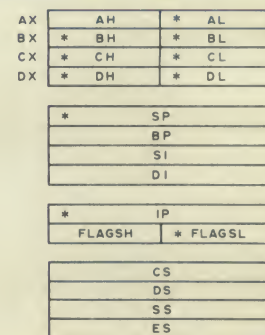 AX AH * AL
BX * BH * BL
CX * CH * CL
DX * DH * DL
* SP
BP
SI
DI
* IP
FLAGSH * FLAGSL
CS
DS
SS
ES